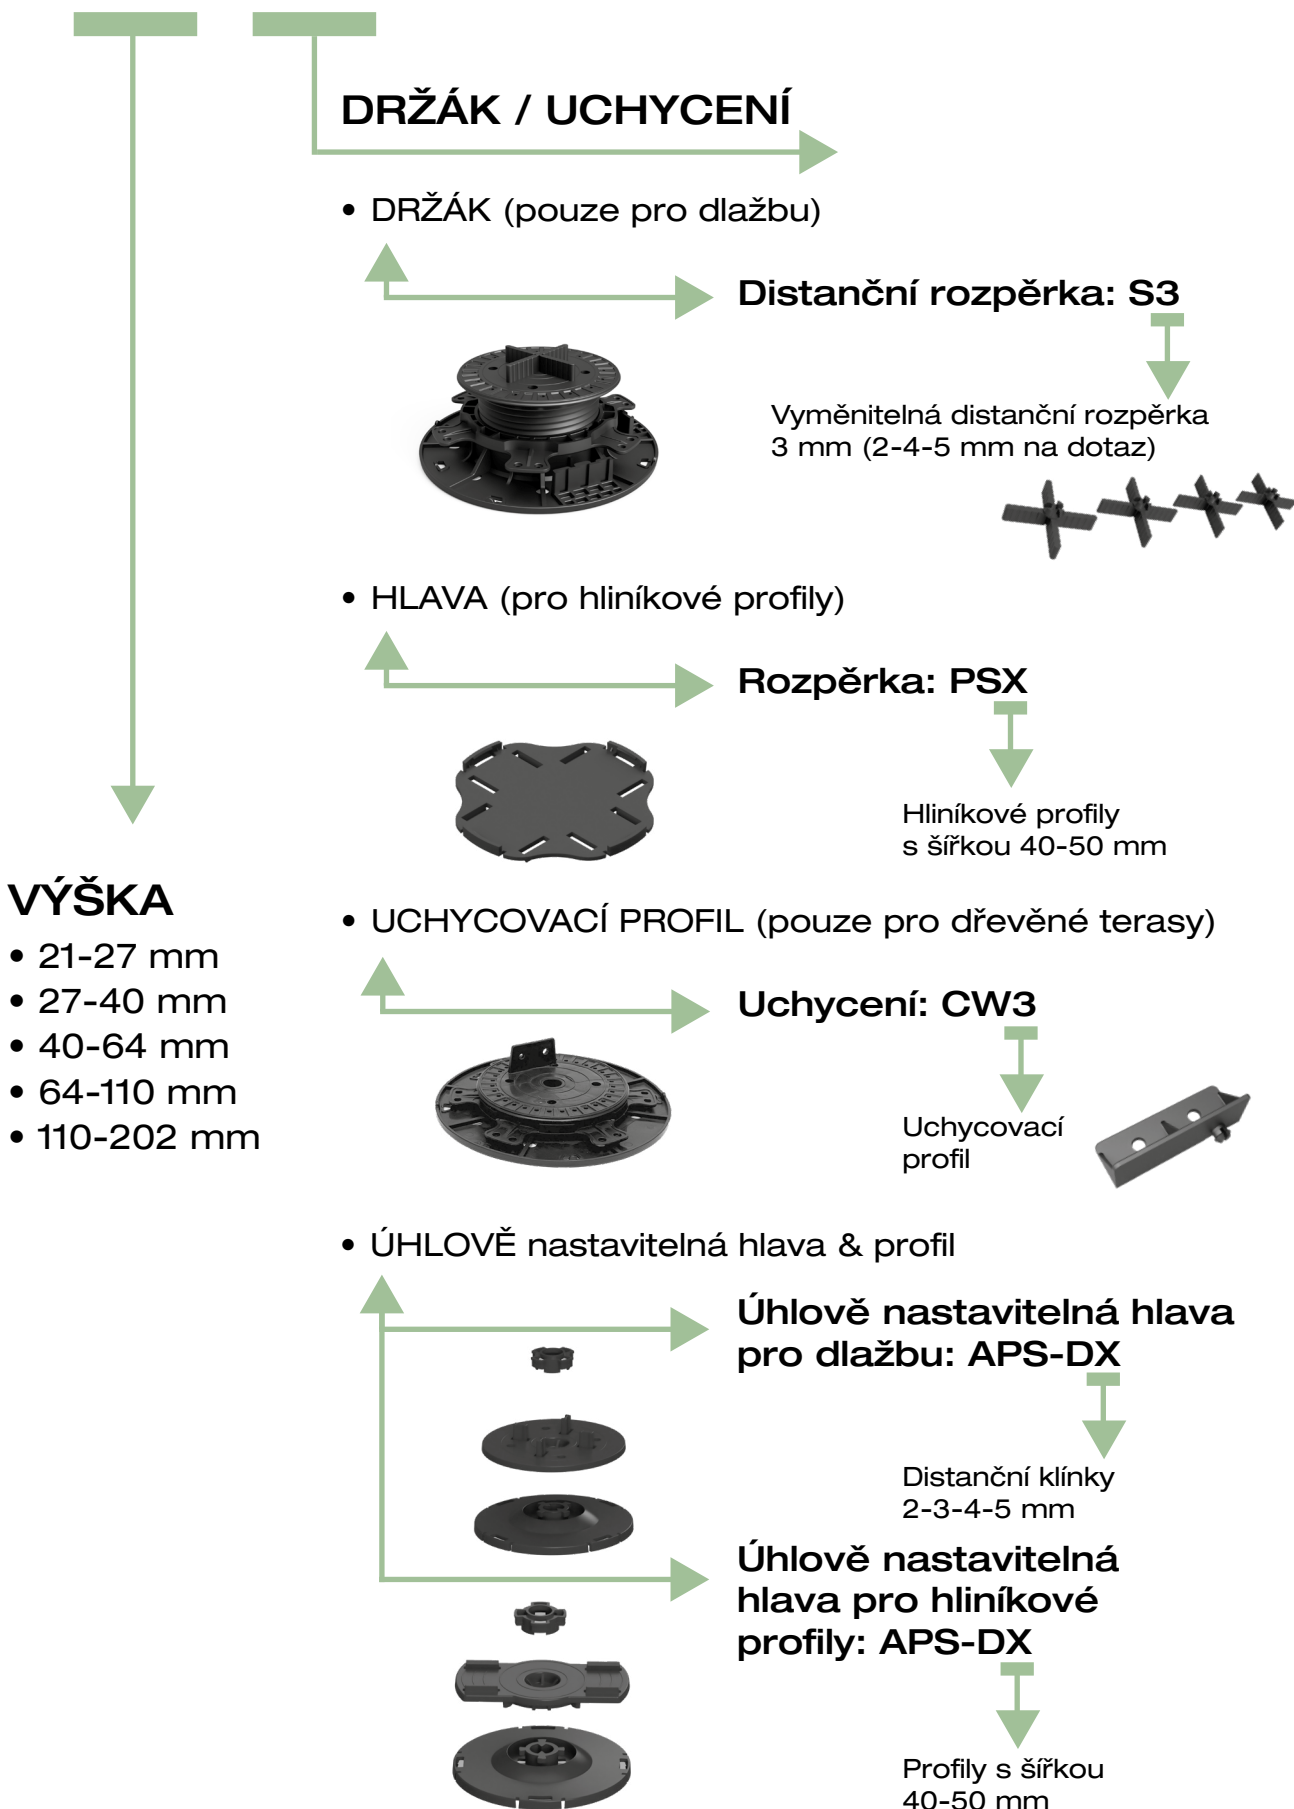 DRŽÁK / UCHYCENÍ
• DRŽÁK (pouze pro dlažbu)
Distanční rozpěrka: S3
Vyměnitelná distanční rozpěrka
3 mm (2-4-5 mm na dotaz)
• HLAVA (pro hliníkové profily)
Rozpěrka: PSX
Hliníkové profily
s šířkou 40-50 mm
VÝŠKA
• 21-27 mm
• 27-40 mm
• 40-64 mm
• 64-110 mm
• 110-202 mm
• UCHYCOVACÍ PROFIL (pouze pro dřevěné terasy)
Uchycení: CW3
Uchycovací
profil
• ÚHLOVĚ nastavitelná hlava & profil
Úhlově nastavitelná hlava
pro dlažbu: APS-DX
Distanční klínky
2-3-4-5 mm
Úhlově nastavitelná
hlava pro hliníkové
profily: APS-DX
Profily s šířkou
40-50 mm